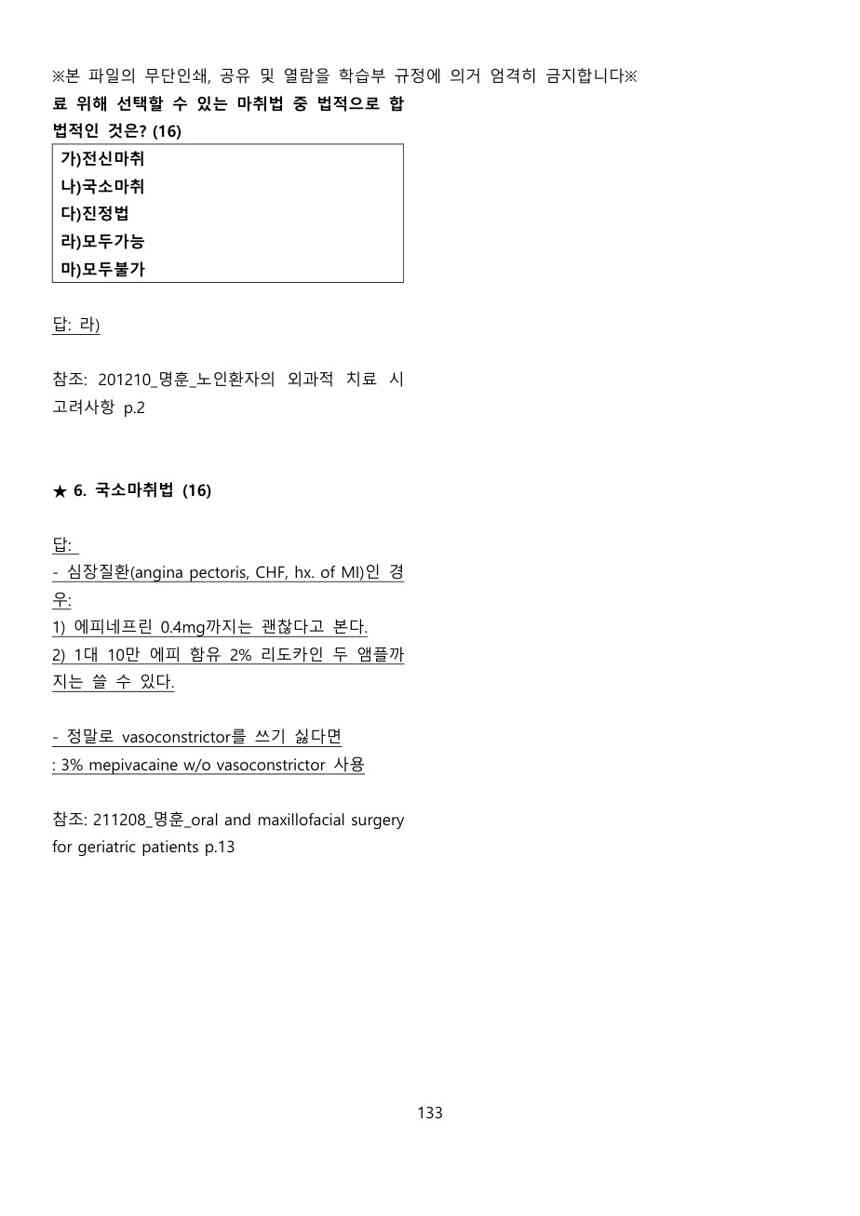 ※본 파일의 무단인쇄, 공유 및 열람을 학습부 규정에 의거 엄격히 금지합니다※
료 위해 선택할 수 있는 마취법 중 법적으로 합
법적인 것은? (16)
가)전신마취
나)국소마취
다)진정법
라)모두가능
마)모두불가
답: 라)
참조: 201210_명훈_노인환자의 외과적 치료 시
고려사항 p.2
★ 6. 국소마취법 (16)
답:
- 심장질환(angina pectoris, CHF, hx. of MI)인 경
우:
1) 에피네프린 0.4mg까지는 괜찮다고 본다.
2) 1대 10만 에피 함유 2% 리도카인 두 앰플까
지는 쓸 수 있다.
- 정말로 vasoconstrictor를 쓰기 싫다면
: 3% mepivacaine w/o vasoconstrictor 사용
참조: 211208_명훈_oral and maxillofacial surgery
for geriatric patients p.13
133